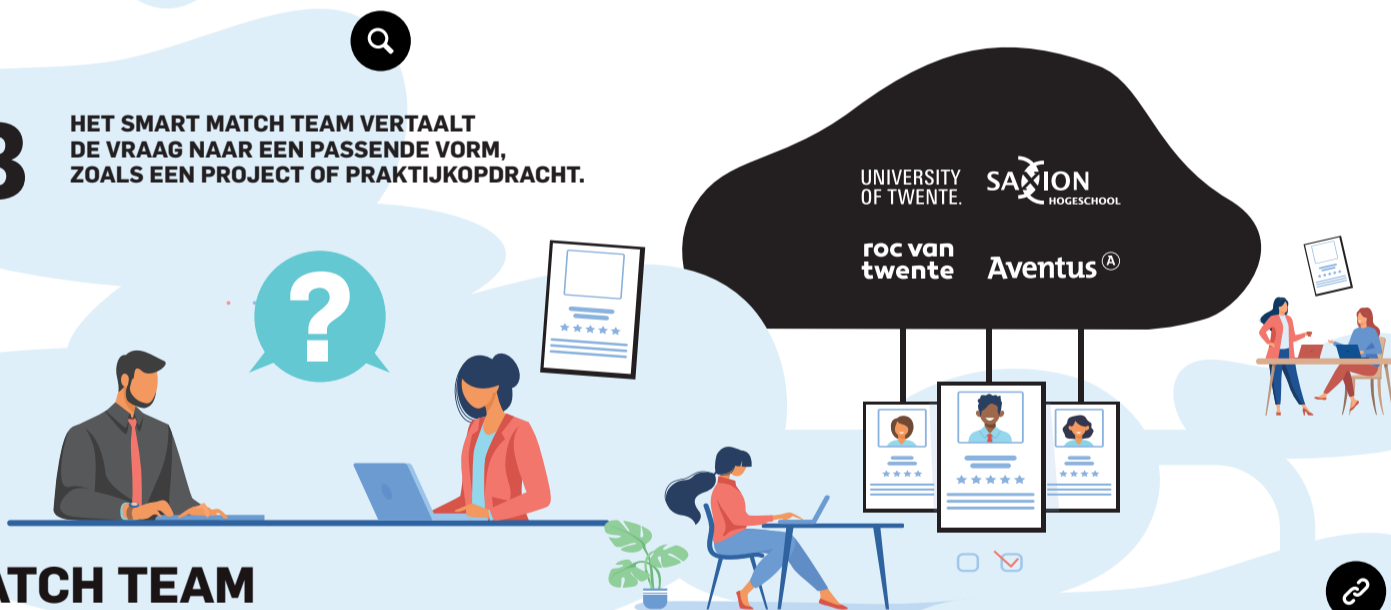 3
HET SMART MATCH TEAM VERTAALT
DE VRAAG NAAR EEN PASSENDE VORM,
ZOALS EEN PROJECT OF PRAKTIJKOPDRACHT.
?
UNIVERSITY
OF TWENTE.
SAXION
HOGESCHOOL
roc van
twente
Aventus A
ATCH TEAM